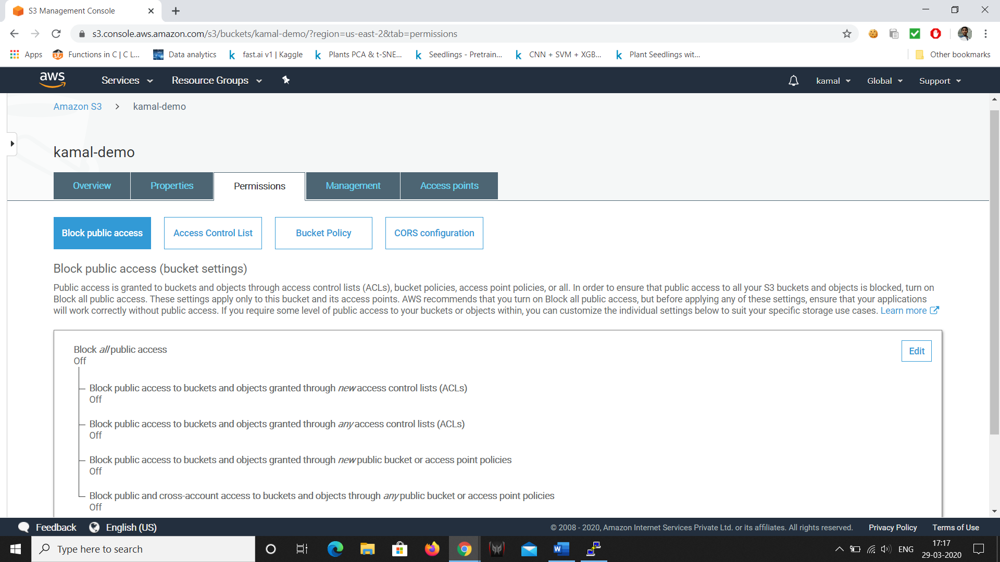 S3 Management Console
s3.console.aws.amazon.com/s3/buckets/kamal-demo/?region=us-east-2&tab=permissions
Apps
Functions in C | C L...
Data analytics
fast.ai v1 | Kaggle
Plants PCA & t-SNE...
Seedlings - Pretrain...
CNN + SVM + XGB...
Plant Seedlings wit...
Other bookmarks
aws
Services
Resource Groups
kamal
Global
Support
Amazon S3 > kamal-demo
kamal-demo
Overview
Properties
Permissions
Management
Access points
Block public access
Access Control List
Bucket Policy
CORS configuration
Block public access (bucket settings)
Public access is granted to buckets and objects through access control lists (ACLs), bucket policies, access point policies, or all. In order to ensure that public access to all your S3 buckets and objects is blocked, turn on
Block all public access. These settings apply only to this bucket and its access points. AWS recommends that you turn on Block all public access, but before applying any of these settings, ensure that your applications
will work correctly without public access. If you require some level of public access to your buckets or objects within, you can customize the individual settings below to suit your specific storage use cases. Learn more
Block all public access
Edit
Off
Block public access to buckets and objects granted through new access control lists (ACLs)
Off
Block public access to buckets and objects granted through any access control lists (ACLs)
Off
Block public access to buckets and objects granted through new public bucket or access point policies
Off
Block public and cross-account access to buckets and objects through any public bucket or access point policies
Off
Feedback
English (US)
© 2008 - 2020, Amazon Internet Services Private Ltd. or its affiliates. All rights reserved.
Privacy Policy
Terms of Use
Type here to search
ENG
17:17
29-03-2020